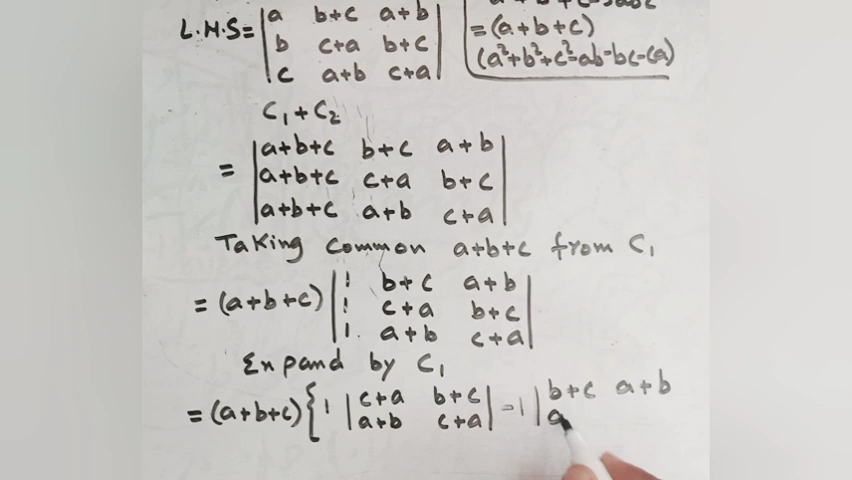 a b+c a+b
L.H.S= b c+a b+c =(a+b+c)
c a+b c+a (a²+b²+c²-ab-bc-ca)
C₁+C₂
a+b+c b+c a+b
= a+b+c c+a b+c
a+b+c a+b c+a
Taking common a+b+c from C₁
1 b+c a+b
=(a+b+c) 1 c+a b+c
1 a+b c+a
Expand by C₁
=(a+b+c){1 |c+a b+c| -1 |b+c a+b
|a+b c+a| a